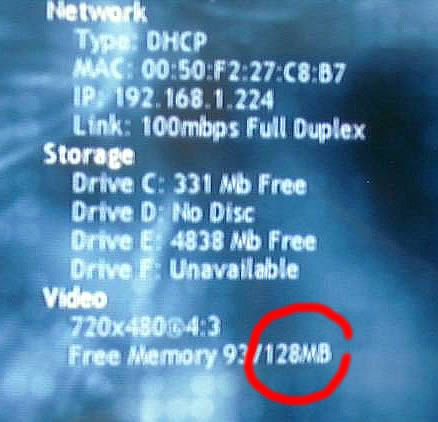 Network
Type: DHCP
MAC: 00:50:F2:27:C8:B7
IP: 192.168.1.224
Link: 100mbps Full Duplex
Storage
Drive C: 331 Mb Free
Drive D: No Disc
Drive E: 4838 Mb Free
Drive F: Unavailable
Video
720x480@4:3
Free Memory 93/128MB